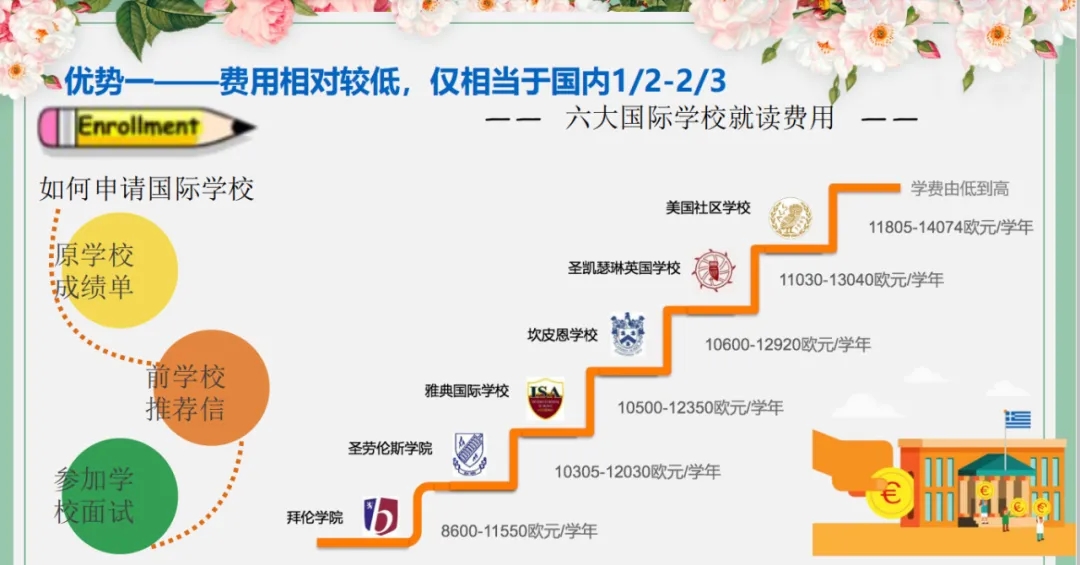 优势一——费用相对较低，仅相当于国内1/2-2/3
Enrollment
—— 六大国际学校就读费用 ——
如何申请国际学校
原学校
成绩单
前学校
推荐信
参加学
校面试
学费由低到高
美国社区学校
11805-14074欧元/学年
圣凯瑟琳英国学校
11030-13040欧元/学年
坎皮恩学校
10600-12920欧元/学年
雅典国际学校
ISA
10500-12350欧元/学年
圣劳伦斯学院
10305-12030欧元/学年
拜伦学院
b
8600-11550欧元/学年
€
€
€
€